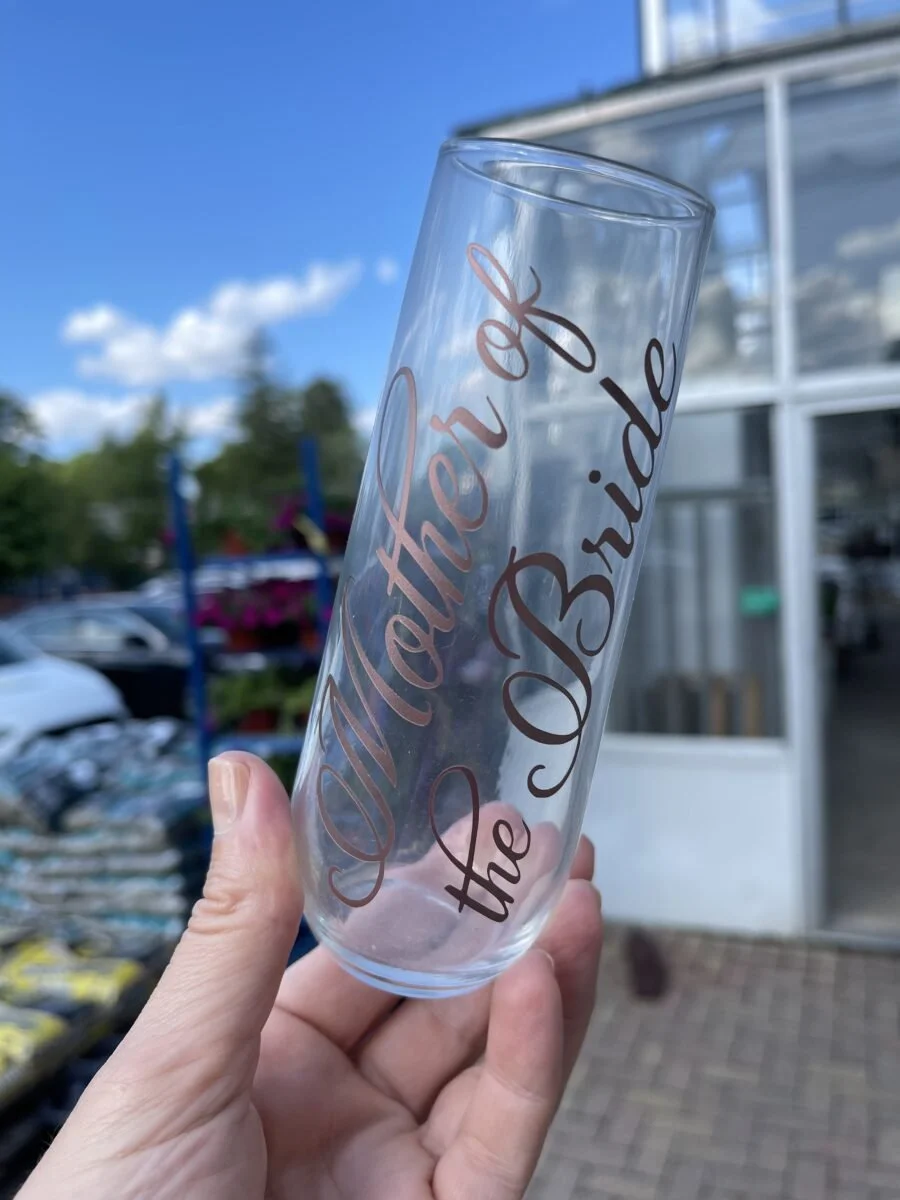 Mother of
the Bride